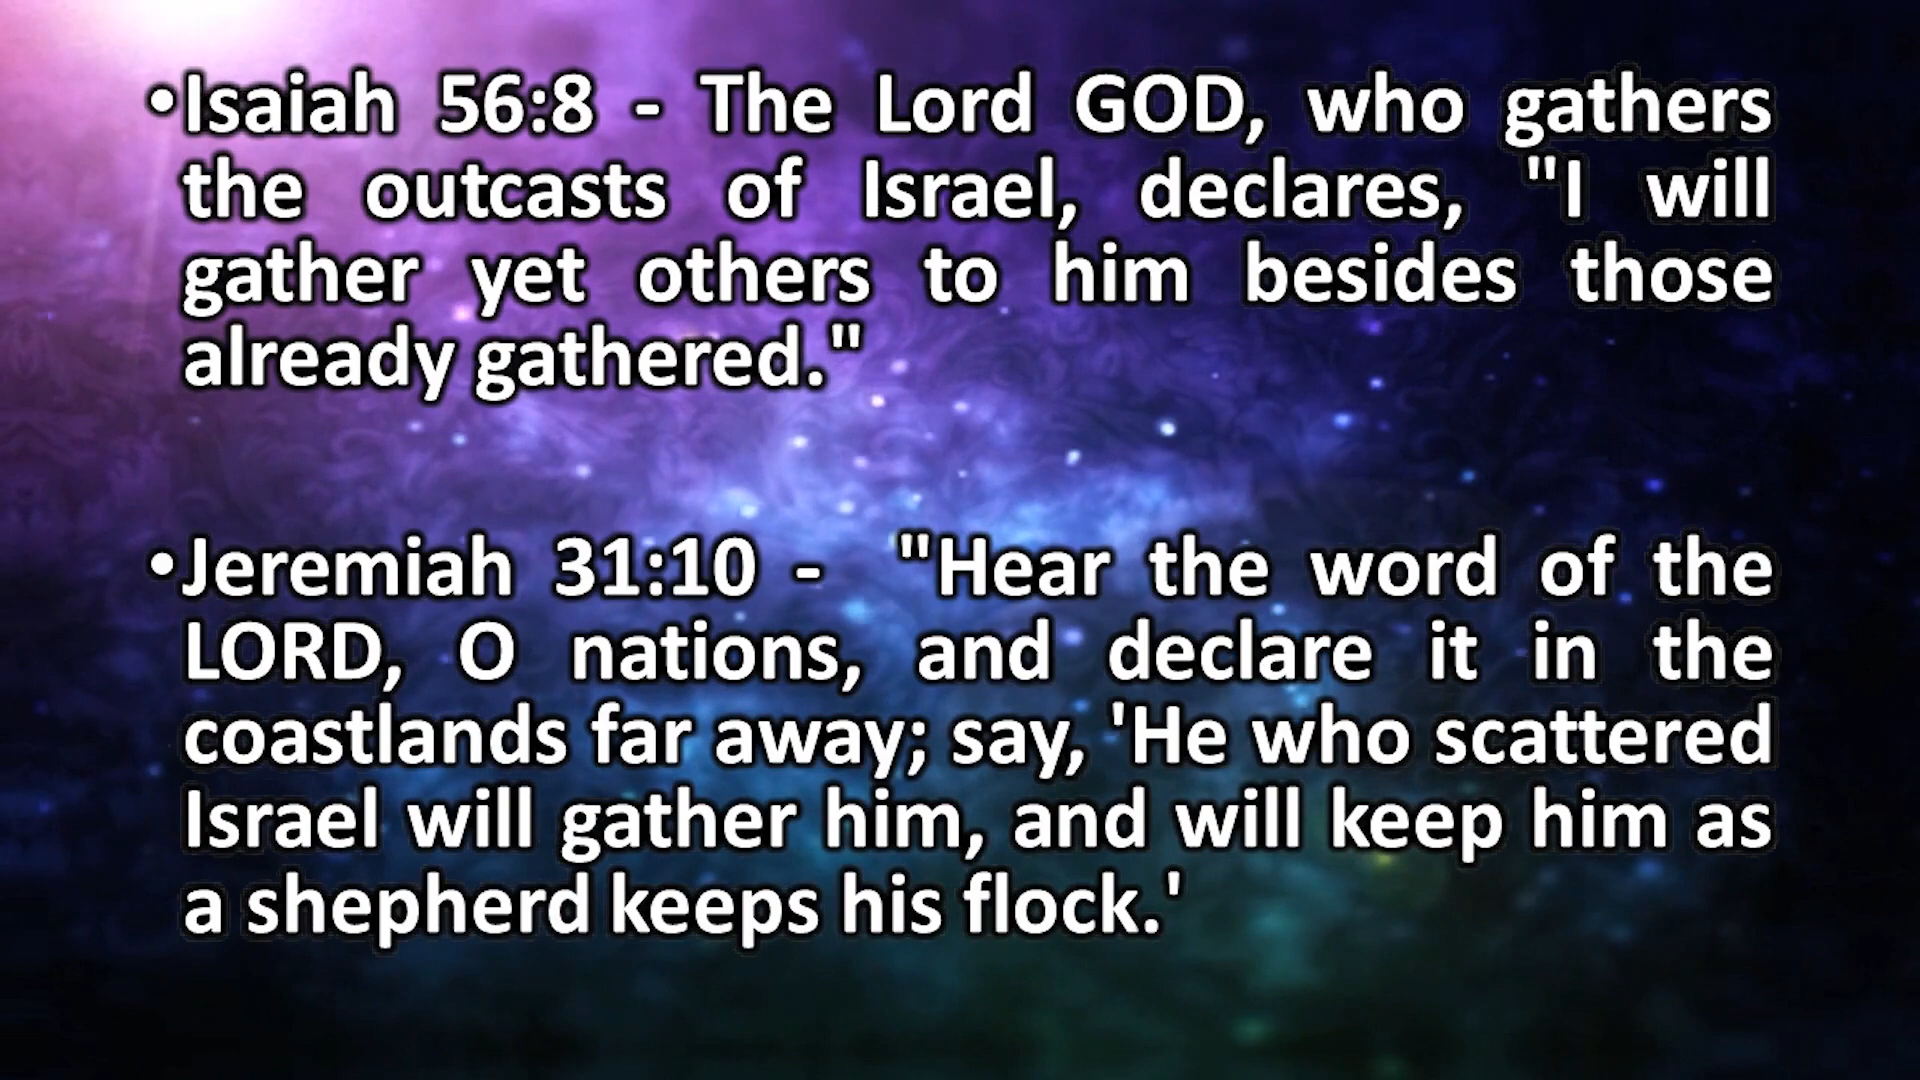 •Isaiah 56:8 - The Lord GOD, who gathers
the outcasts of Israel, declares, "I will
gather yet others to him besides those
already gathered."
•Jeremiah 31:10 - "Hear the word of the
LORD, O nations, and declare it in the
coastlands far away; say, 'He who scattered
Israel will gather him, and will keep him as
a shepherd keeps his flock.'